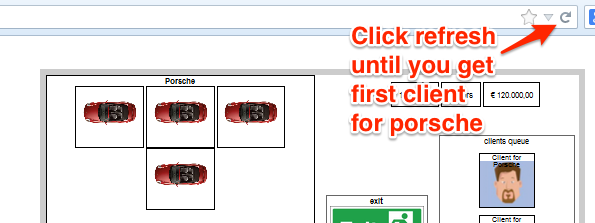 Click refresh
until you get
first client
for porsche
Porsche
€ 120.000,00
clients queue
Client for
Porsche
exit
Client for